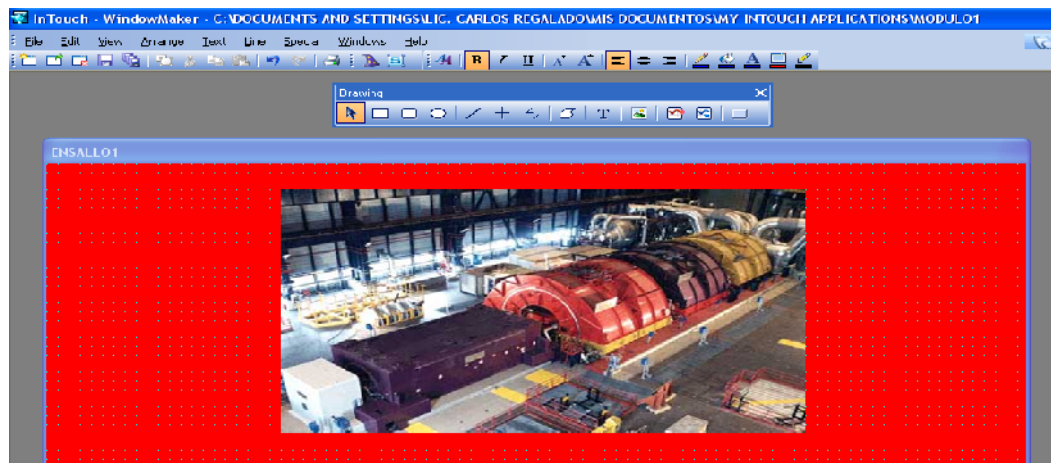 InTouch - WindowMaker - C:\DOCUMENTS AND SETTINGS\LIC. CARLOS REGALADO\MIS DOCUMENTOS\MY INTOUCH APPLICATIONS\MODULO1
File Edit View Arrange Text Line Special Windows Help
B I U A A A
Drawing
T
ENSALLO1